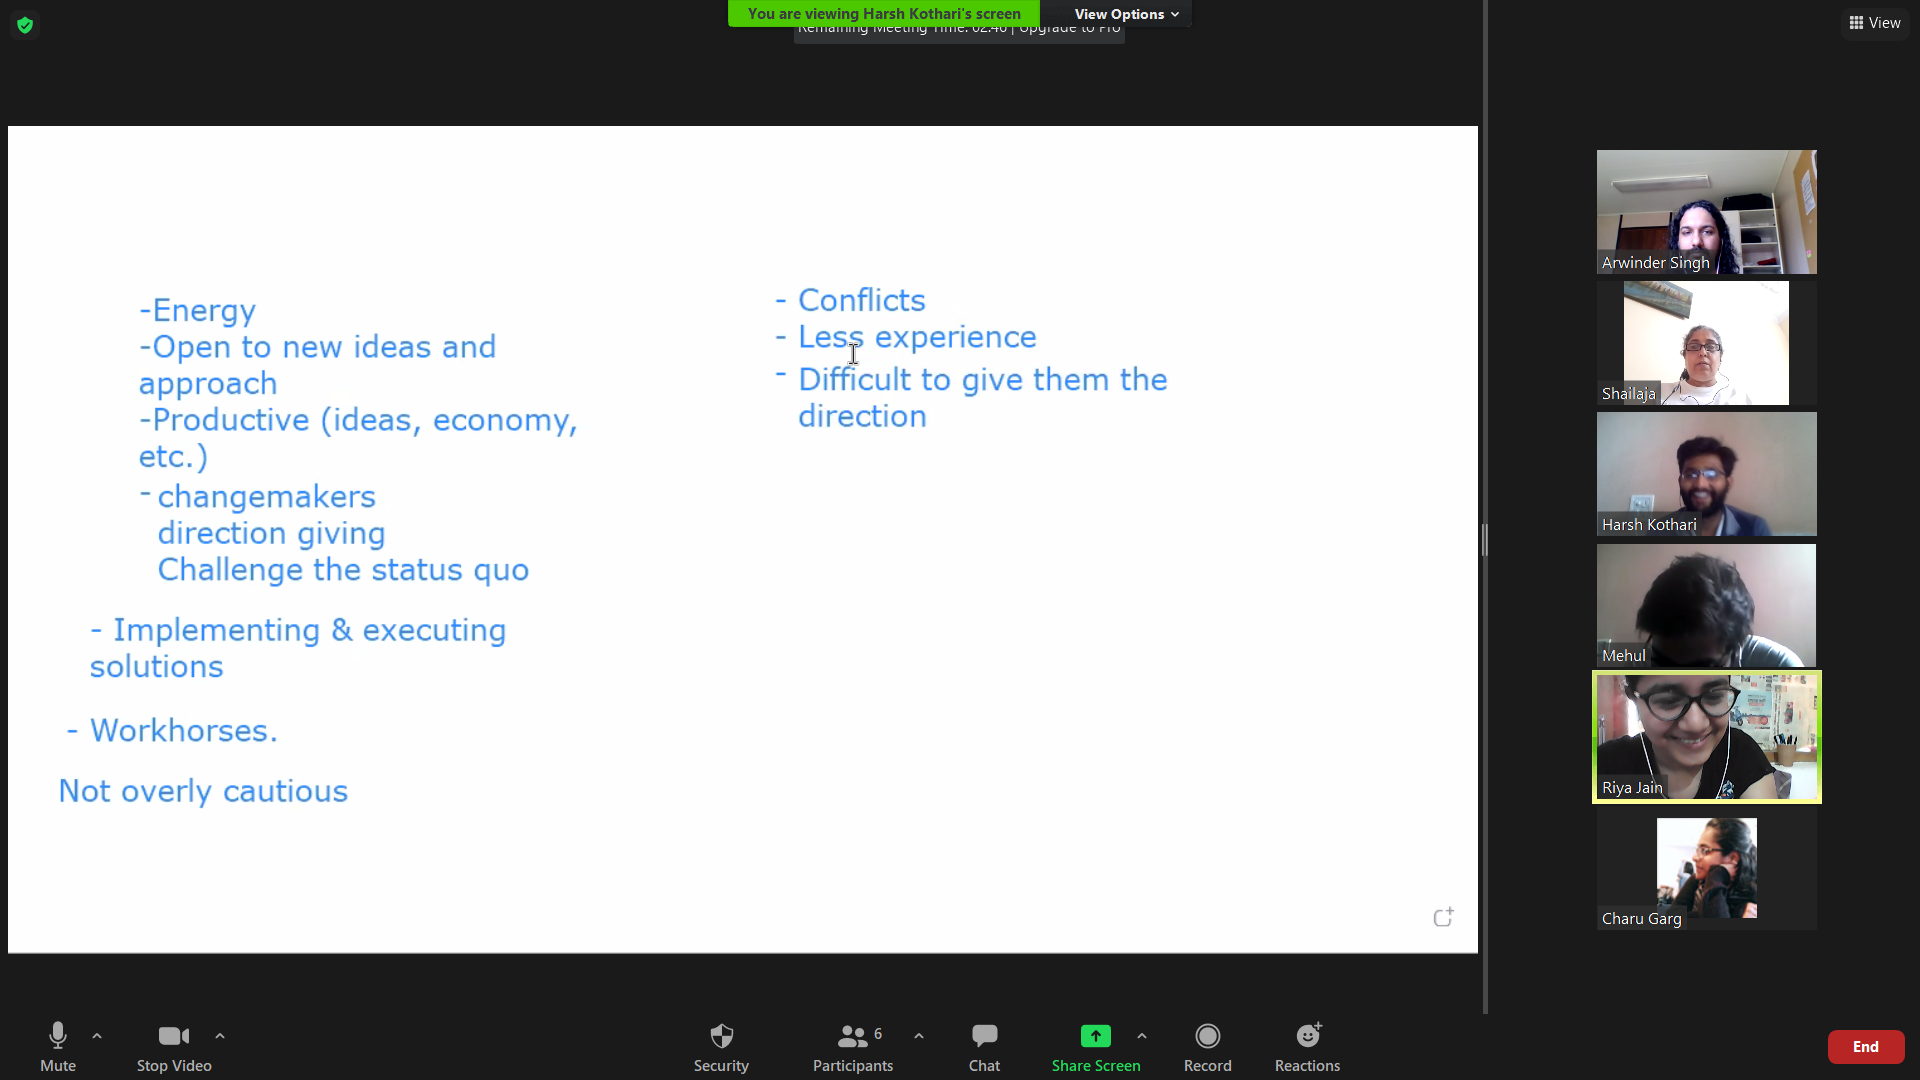 You are viewing Harsh Kothari's screen
View Options
View
Remaining Meeting Time: 02:46 | Upgrade to Pro
-Energy
-Open to new ideas and
approach
-Productive (ideas, economy,
etc.)
- changemakers
direction giving
Challenge the status quo
- Implementing & executing
solutions
- Workhorses.
Not overly cautious
- Conflicts
- Less experience
- Difficult to give them the
direction
Arwinder Singh
Shailaja
Harsh Kothari
Mehul
Riya Jain
Charu Garg
Mute
Stop Video
Security
Participants
6
Chat
Share Screen
Record
Reactions
End